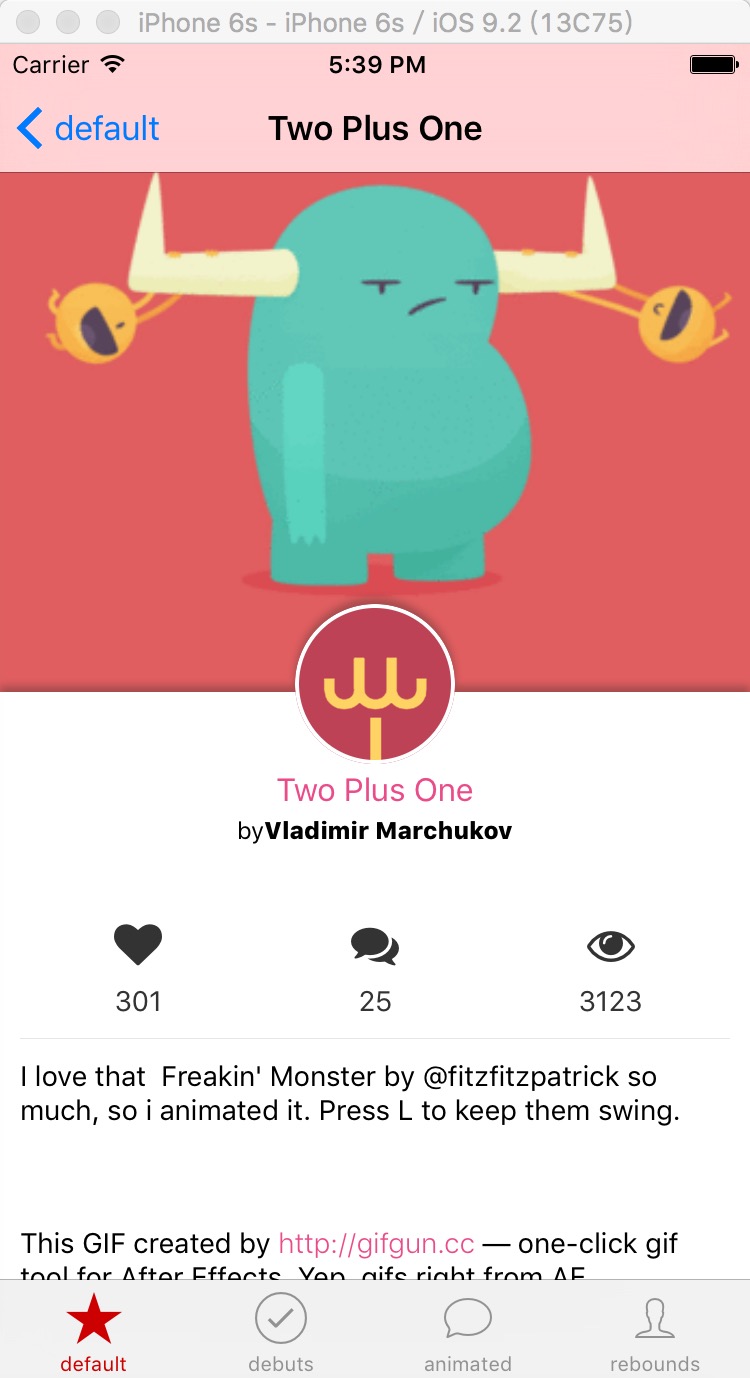 iPhone 6s - iPhone 6s / iOS 9.2 (13C75)
Carrier 5:39 PM
default Two Plus One
Two Plus One
byVladimir Marchukov
301 25 3123
I love that  Freakin' Monster by @fitzfitzpatrick so
much, so i animated it. Press L to keep them swing.
This GIF created by http://gifgun.cc — one-click gif
tool for After Effects. Yep, gifs right from AE
default debuts animated rebounds